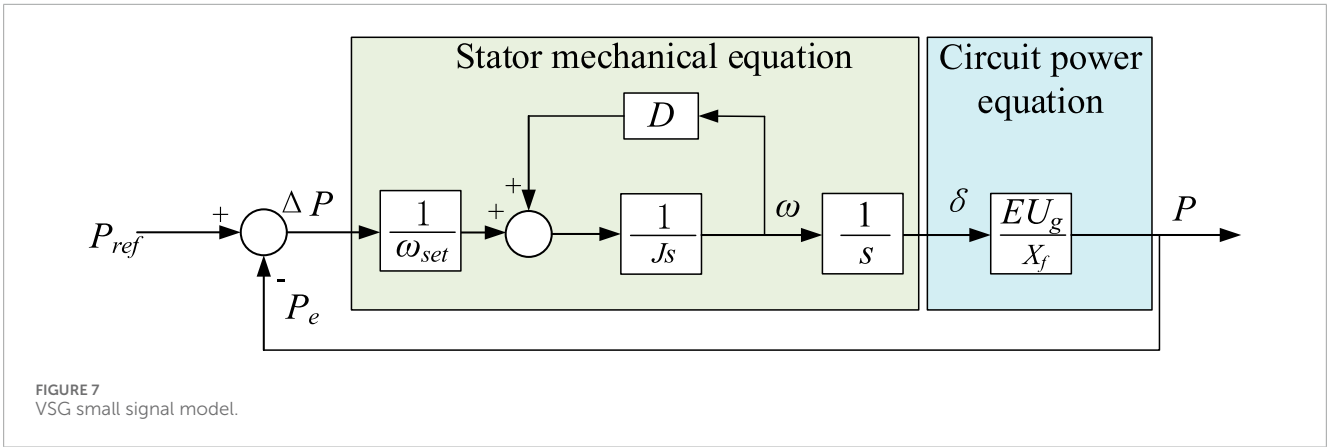 Stator mechanical equation
Circuit power
equation
D
+
+
+
Δ P
P_ref
1
ω_set
1
Js
ω
1
s
δ
EU_g
X_f
P
-
P_e
FIGURE 7
VSG small signal model.